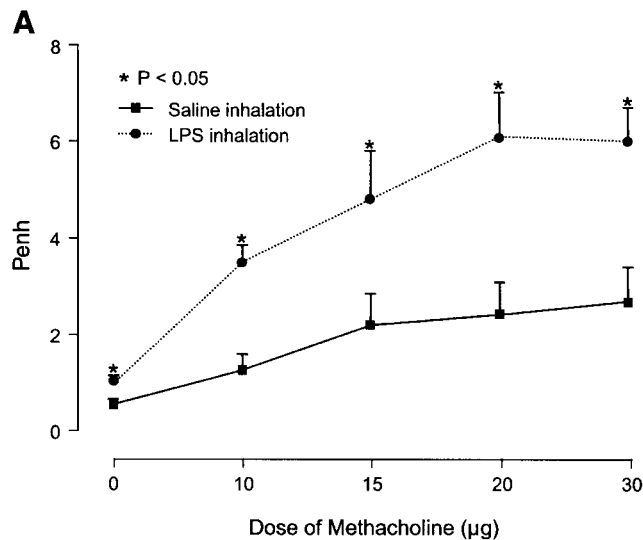 A
8
* P < 0.05
Saline inhalation
LPS inhalation
6
4
2
0
Penh
* * * * *
0 10 15 20 30
Dose of Methacholine (µg)